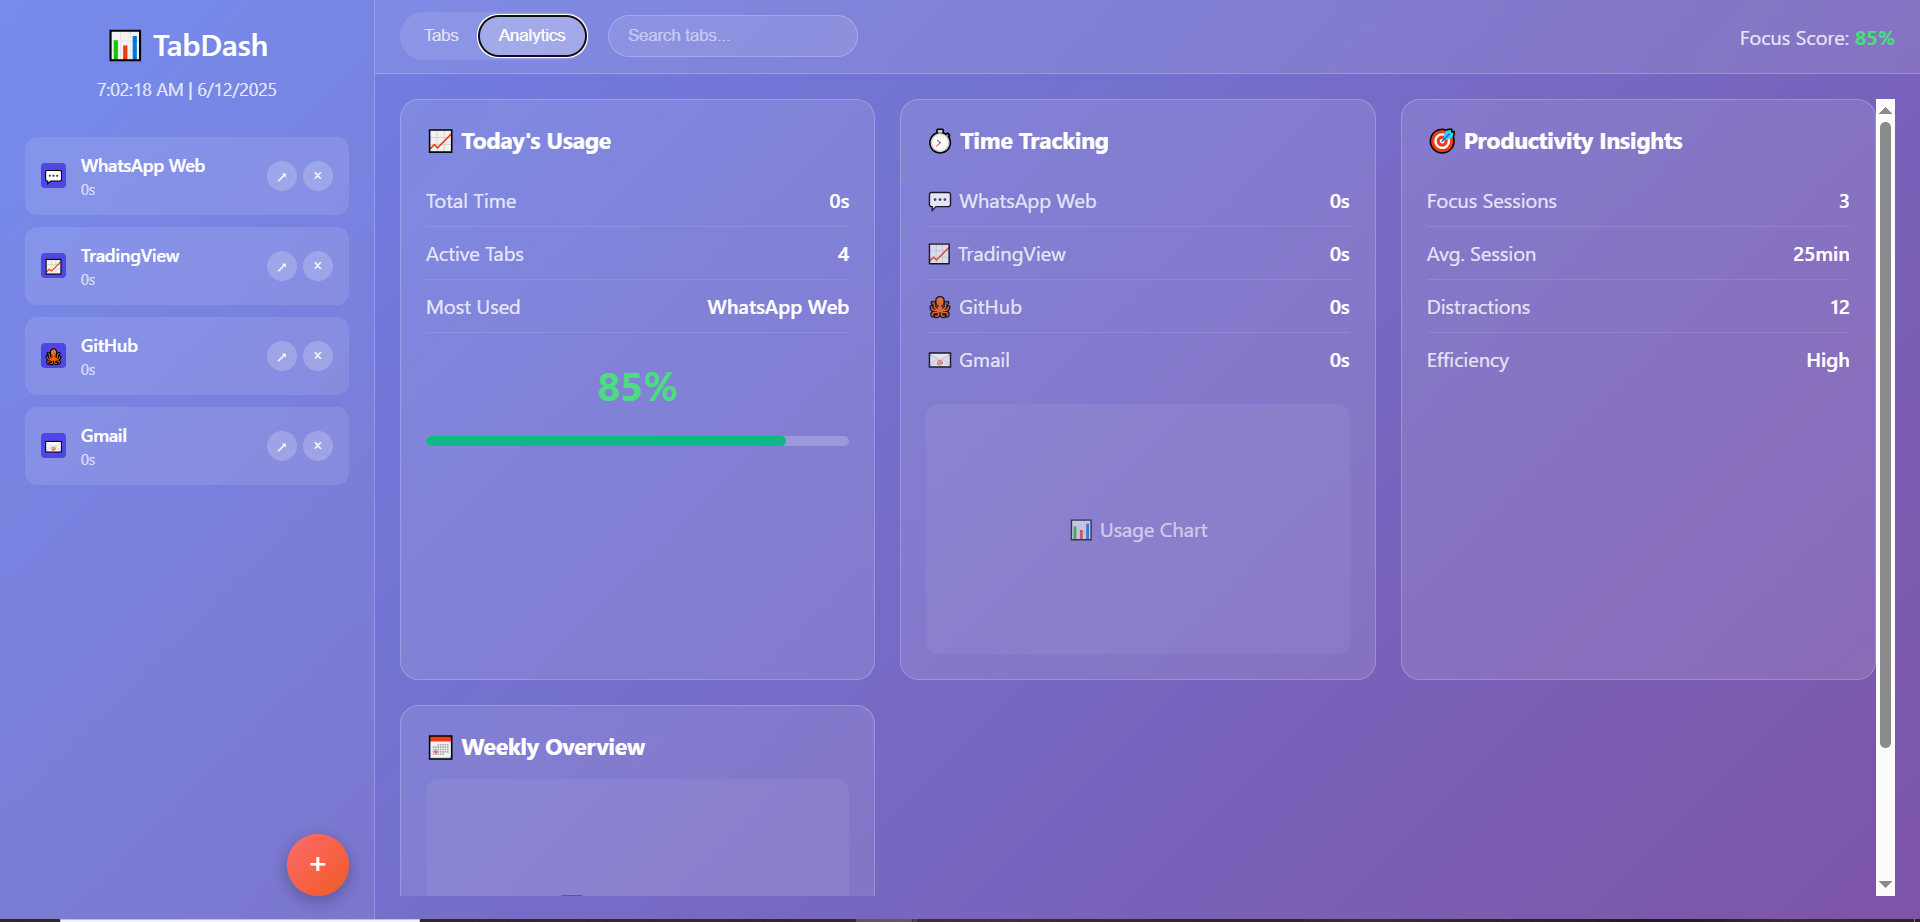 TabDash
7:02:18 AM | 6/12/2025
WhatsApp Web
0s
TradingView
0s
GitHub
0s
Gmail
0s
+
Tabs
Analytics
Search tabs...
Focus Score: 85%
Today's Usage
Total Time 0s
Active Tabs 4
Most Used WhatsApp Web
85%
Time Tracking
WhatsApp Web 0s
TradingView 0s
GitHub 0s
Gmail 0s
Usage Chart
Productivity Insights
Focus Sessions 3
Avg. Session 25min
Distractions 12
Efficiency High
Weekly Overview